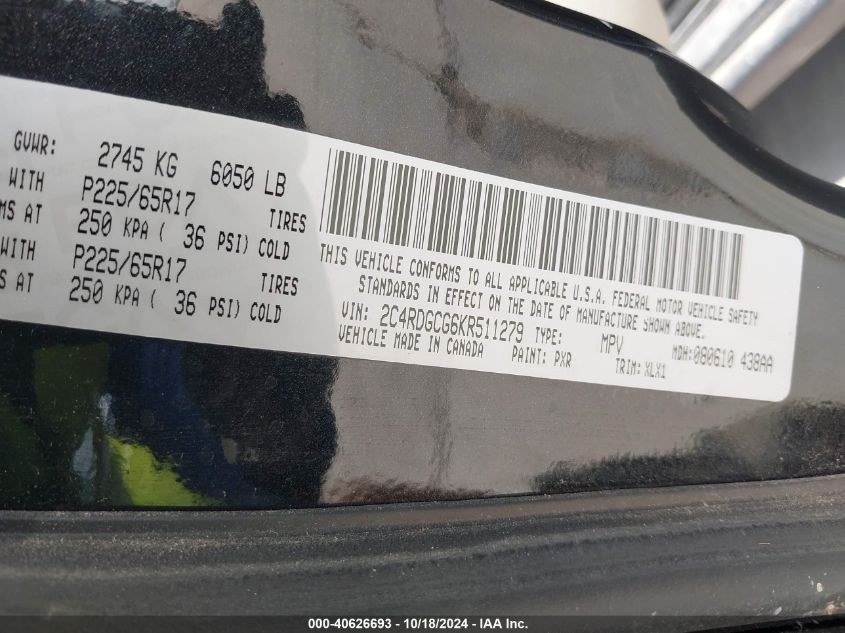 GVWR: 2745 KG 6050 LB
WITH P225/65R17 TIRES
MS AT 250 KPA ( 36 PSI) COLD
WITH P225/65R17 TIRES
MS AT 250 KPA ( 36 PSI) COLD
THIS VEHICLE CONFORMS TO ALL APPLICABLE U.S.A. FEDERAL MOTOR VEHICLE SAFETY
STANDARDS IN EFFECT ON THE DATE OF MANUFACTURE SHOWN ABOVE.
VIN: 2C4RDGCG6KR511279 TYPE: MPV MDH:080610 438AA
VEHICLE MADE IN CANADA PAINT: PXR TRIM: XLX1
000-40626693 - 10/18/2024 - IAA Inc.